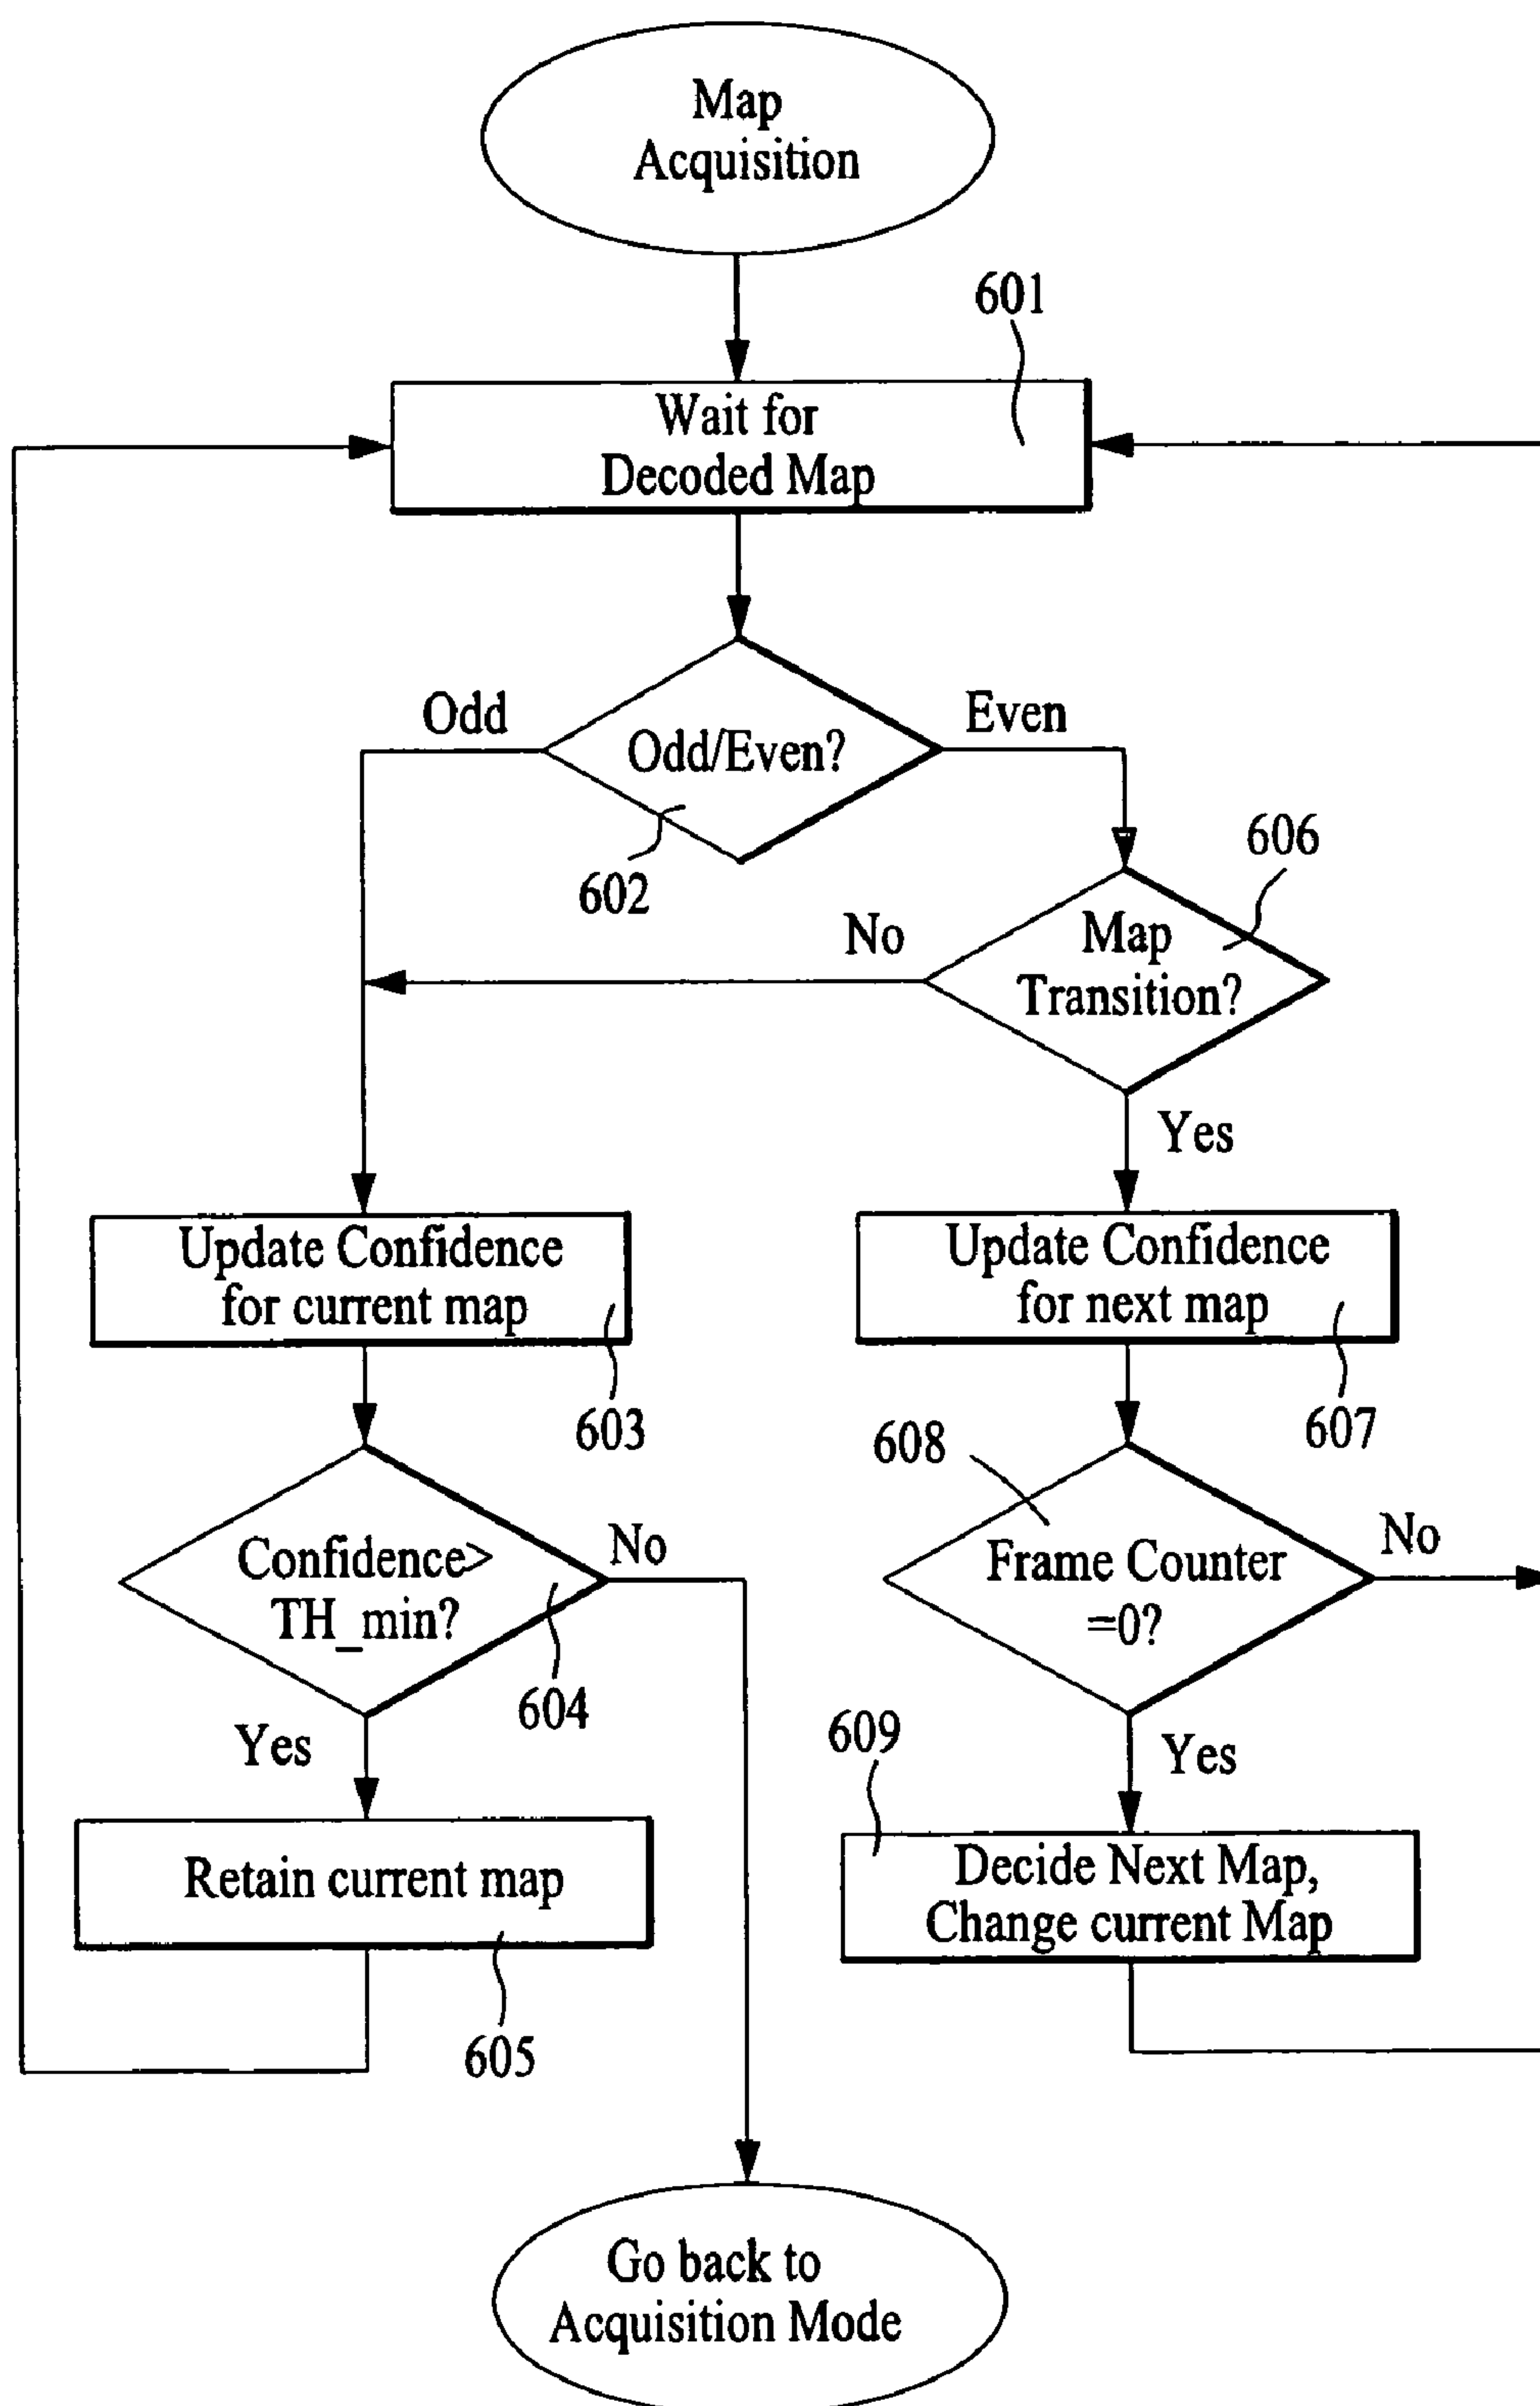 Map
Acquisition
601
Wait for
Decoded Map
Odd
Odd/Even?
Even
602
606
No
Map
Transition?
Yes
Update Confidence
for current map
603
Update Confidence
for next map
607
608
Confidence>
TH_min?
No
604
Frame Counter
=0?
No
Yes
609
Yes
Retain current map
605
Decide Next Map,
Change current Map
Go back to
Acquisition Mode